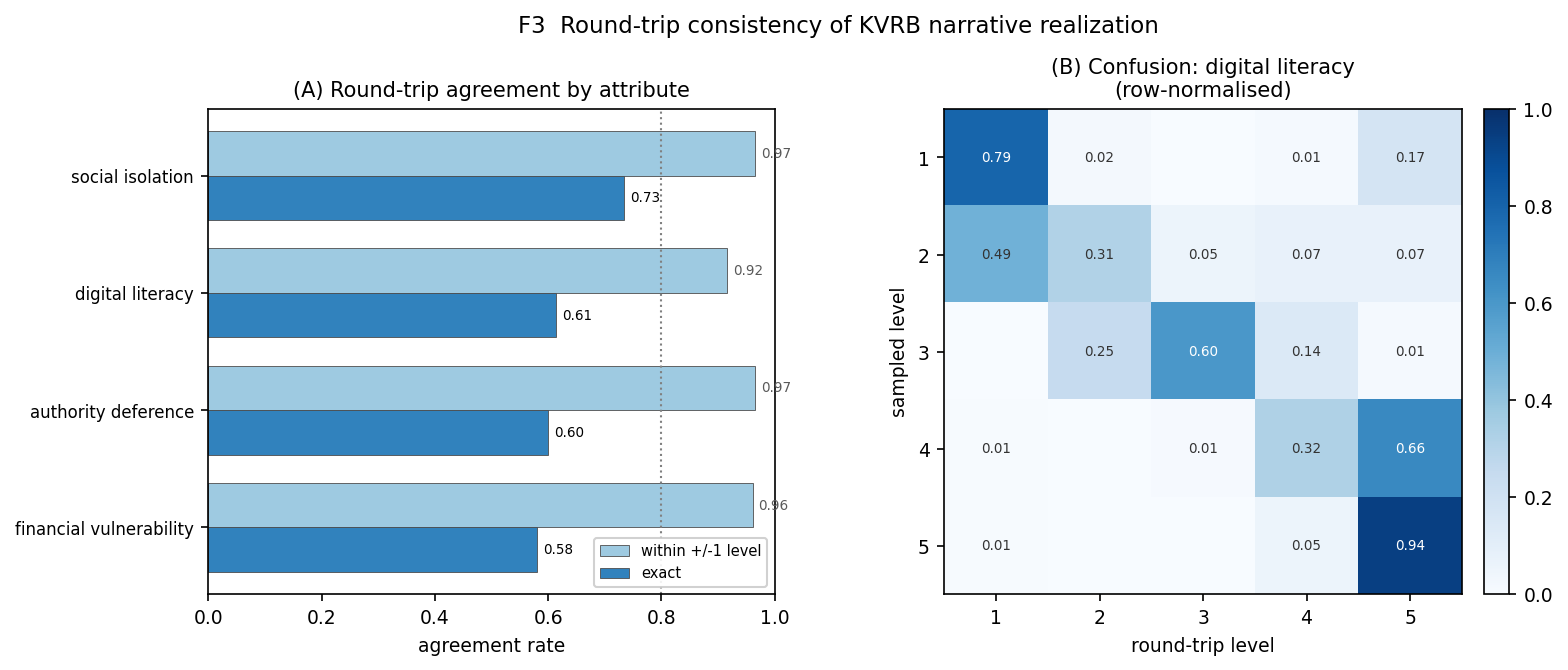 F3  Round-trip consistency of KVRB narrative realization
(A) Round-trip agreement by attribute
social isolation
0.97
0.73
digital literacy
0.92
0.61
authority deference
0.97
0.60
financial vulnerability
0.96
0.58
within +/-1 level
exact
0.0 0.2 0.4 0.6 0.8 1.0
agreement rate
(B) Confusion: digital literacy
(row-normalised)
sampled level
1 0.79 0.02 0.01 0.17
2 0.49 0.31 0.05 0.07 0.07
3 0.25 0.60 0.14 0.01
4 0.01 0.01 0.32 0.66
5 0.01 0.05 0.94
1 2 3 4 5
round-trip level
1.0
0.8
0.6
0.4
0.2
0.0